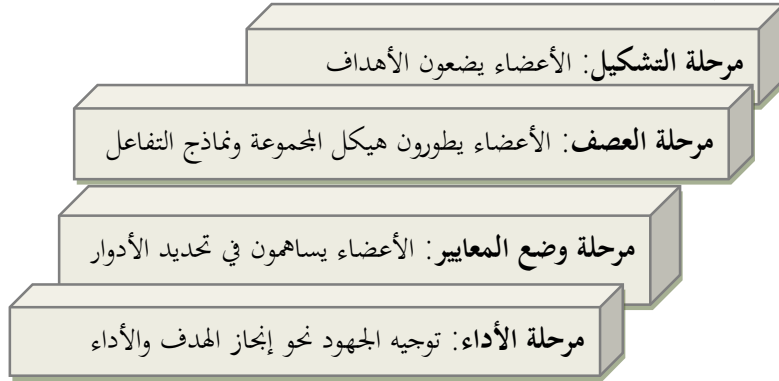 مرحلة التشكيل: الأعضاء يضعون الأهداف
مرحلة العصف: الأعضاء يطورون هيكل المجموعة ونماذج التفاعل
مرحلة وضع المعايير: الأعضاء يساهمون في تحديد الأدوار
مرحلة الأداء: توجيه الجهود نحو إنجاز الهدف والأداء